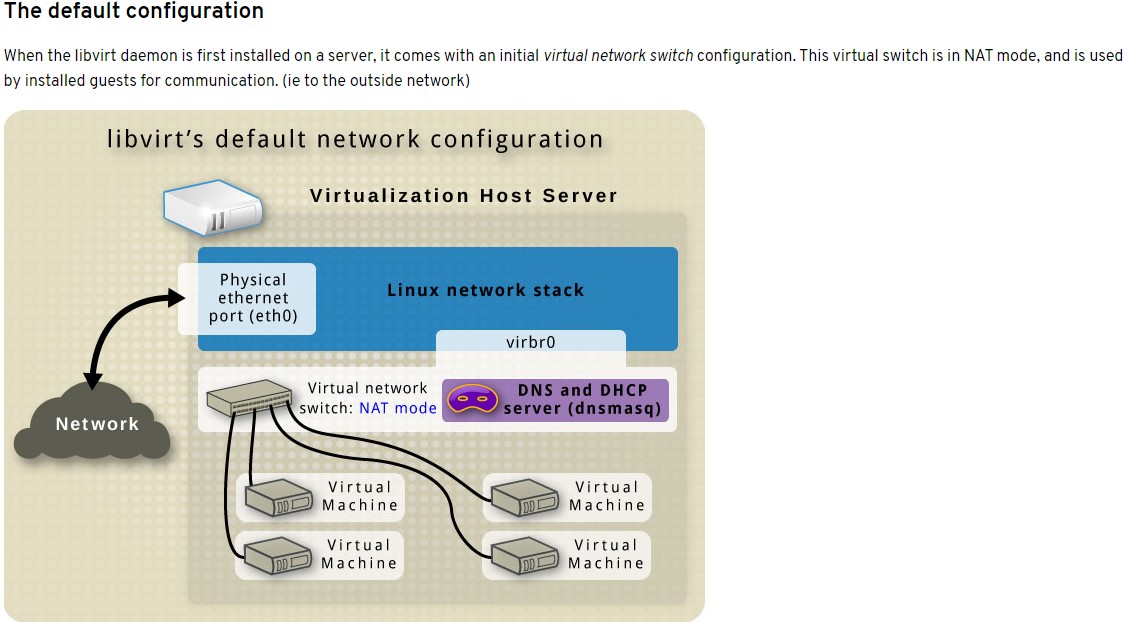 The default configuration
When the libvirt daemon is first installed on a server, it comes with an initial virtual network switch configuration. This virtual switch is in NAT mode, and is used
by installed guests for communication. (ie to the outside network)
libvirt's default network configuration
Virtualization Host Server
Physical
ethernet
port (eth0)
Linux network stack
virbr0
Virtual network
switch: NAT mode
DNS and DHCP
server (dnsmasq)
Network
Virtual
Machine
Virtual
Machine
Virtual
Machine
Virtual
Machine